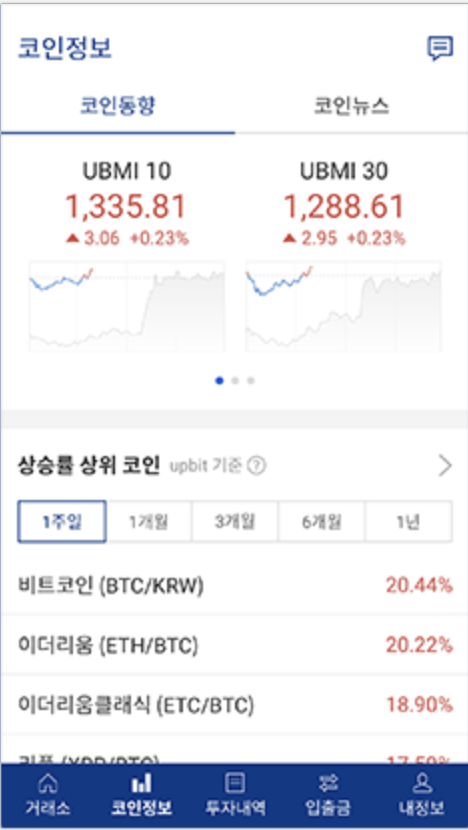 코인정보
코인동향 코인뉴스
UBMI 10 UBMI 30
1,335.81 1,288.61
▲ 3.06 +0.23% ▲ 2.95 +0.23%
상승률 상위 코인 upbit 기준 ?
1주일 1개월 3개월 6개월 1년
비트코인 (BTC/KRW) 20.44%
이더리움 (ETH/BTC) 20.22%
이더리움클래식 (ETC/BTC) 18.90%
거래소 코인정보 투자내역 입출금 내정보